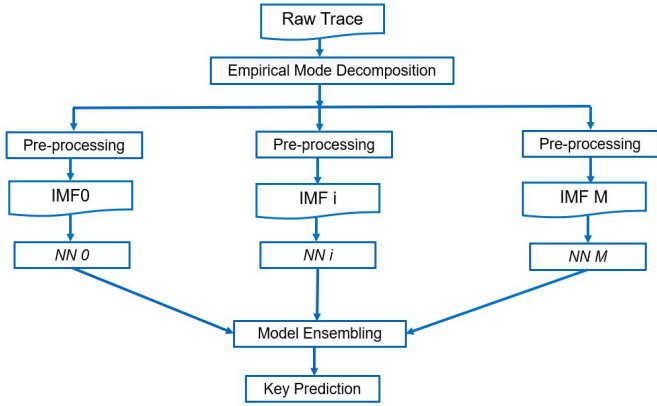 Raw Trace
Empirical Mode Decomposition
Pre-processing
Pre-processing
Pre-processing
IMF0
IMF i
IMF M
NN 0
NN i
NN M
Model Ensembling
Key Prediction